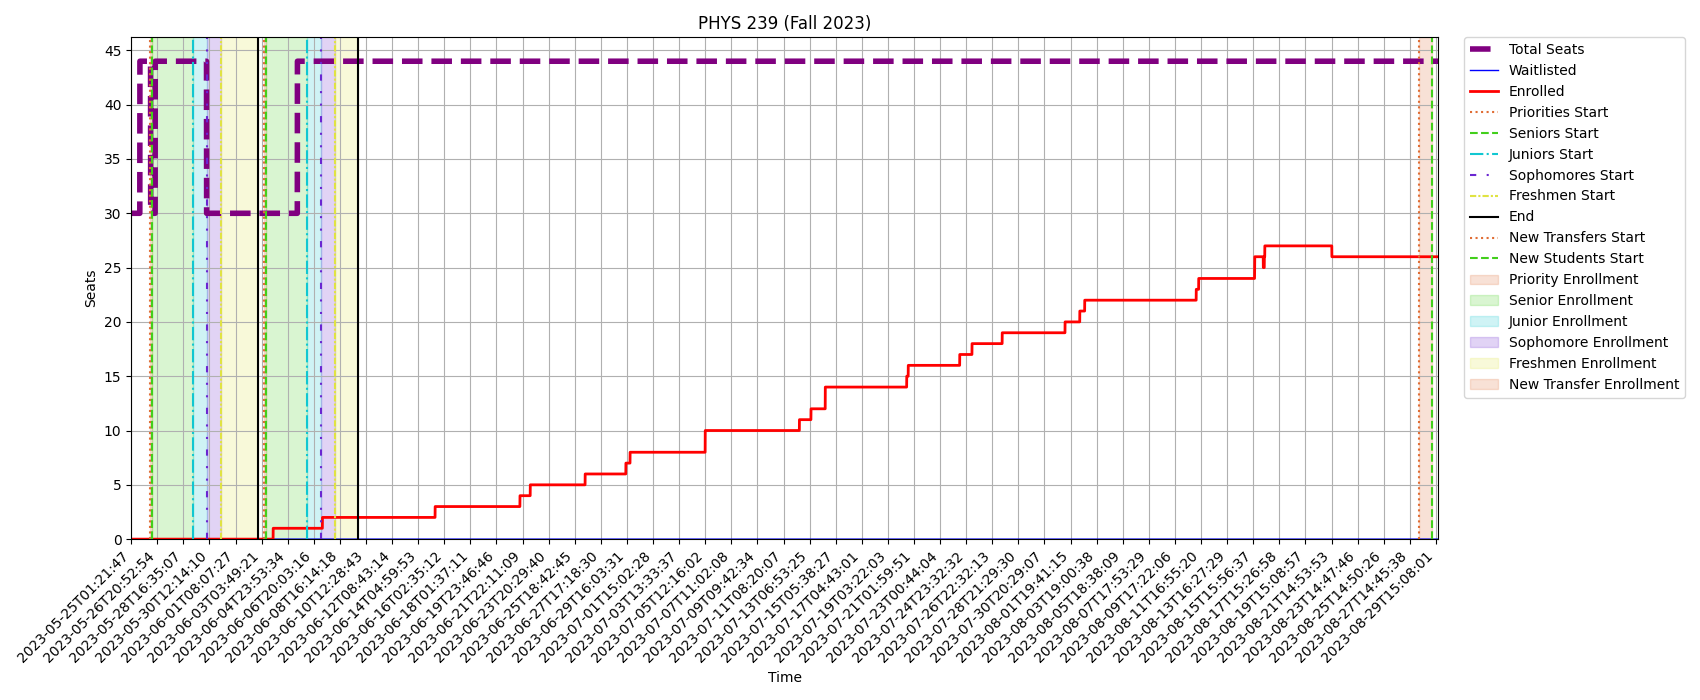 PHYS 239 (Fall 2023)
Seats
45
40
35
30
25
20
15
10
5
0
2023-05-25T01:21:47
2023-05-26T20:52:54
2023-05-28T16:35:07
2023-05-30T12:14:10
2023-06-01T08:07:27
2023-06-03T03:49:21
2023-06-04T23:53:34
2023-06-06T20:03:16
2023-06-08T16:14:18
2023-06-10T12:28:43
2023-06-12T08:43:14
2023-06-14T04:59:53
2023-06-16T02:35:12
2023-06-18T01:37:11
2023-06-19T23:46:46
2023-06-21T22:11:09
2023-06-23T20:29:40
2023-06-25T18:42:45
2023-06-27T17:18:30
2023-06-29T16:03:31
2023-07-01T15:02:28
2023-07-03T13:33:37
2023-07-05T12:16:02
2023-07-07T11:02:08
2023-07-09T09:42:34
2023-07-11T08:20:07
2023-07-13T06:53:25
2023-07-15T05:38:27
2023-07-17T04:43:01
2023-07-19T03:22:03
2023-07-21T01:59:51
2023-07-23T00:44:04
2023-07-24T23:32:32
2023-07-26T22:32:13
2023-07-28T21:29:30
2023-07-30T20:29:07
2023-08-01T19:41:15
2023-08-03T19:00:38
2023-08-05T18:38:09
2023-08-07T17:53:29
2023-08-09T17:22:06
2023-08-11T16:55:20
2023-08-13T16:27:29
2023-08-15T15:56:37
2023-08-17T15:26:58
2023-08-19T15:08:57
2023-08-21T14:53:53
2023-08-23T14:47:46
2023-08-25T14:50:26
2023-08-27T14:45:38
2023-08-29T15:08:01
Time
Total Seats
Waitlisted
Enrolled
Priorities Start
Seniors Start
Juniors Start
Sophomores Start
Freshmen Start
End
New Transfers Start
New Students Start
Priority Enrollment
Senior Enrollment
Junior Enrollment
Sophomore Enrollment
Freshmen Enrollment
New Transfer Enrollment